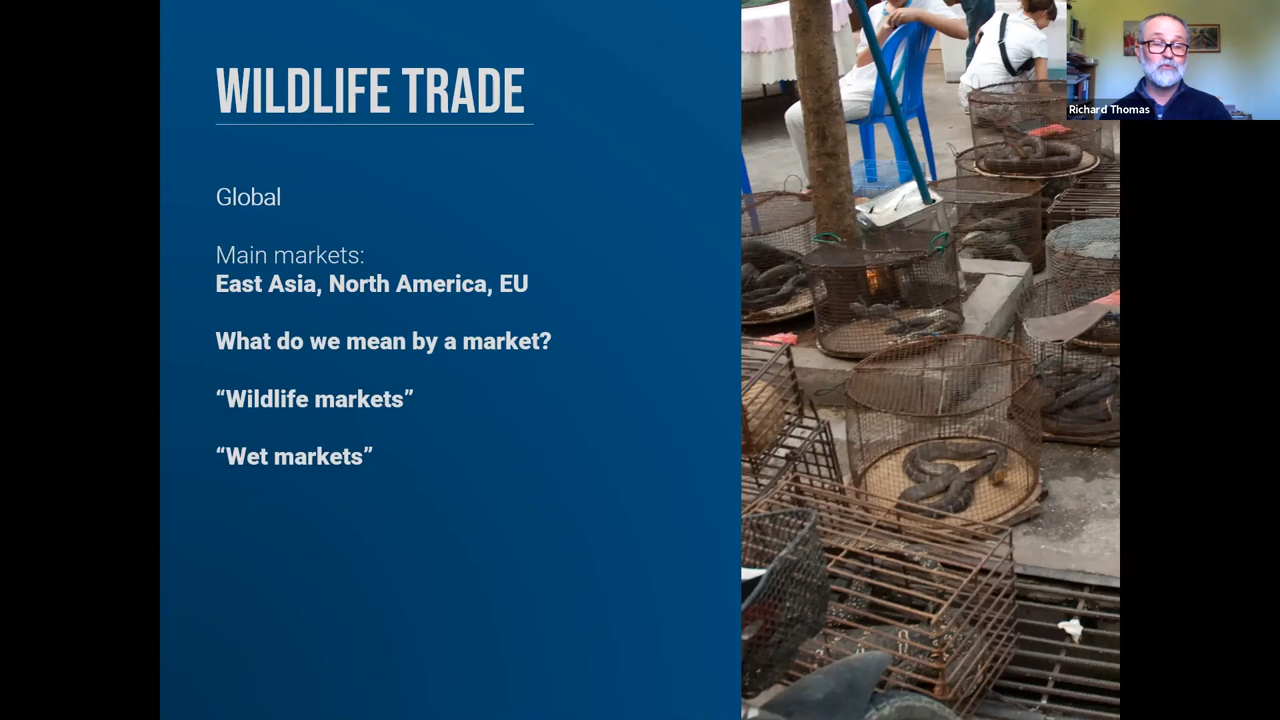 WILDLIFE TRADE
Global
Main markets:
East Asia, North America, EU
What do we mean by a market?
“Wildlife markets”
“Wet markets”
Richard Thomas